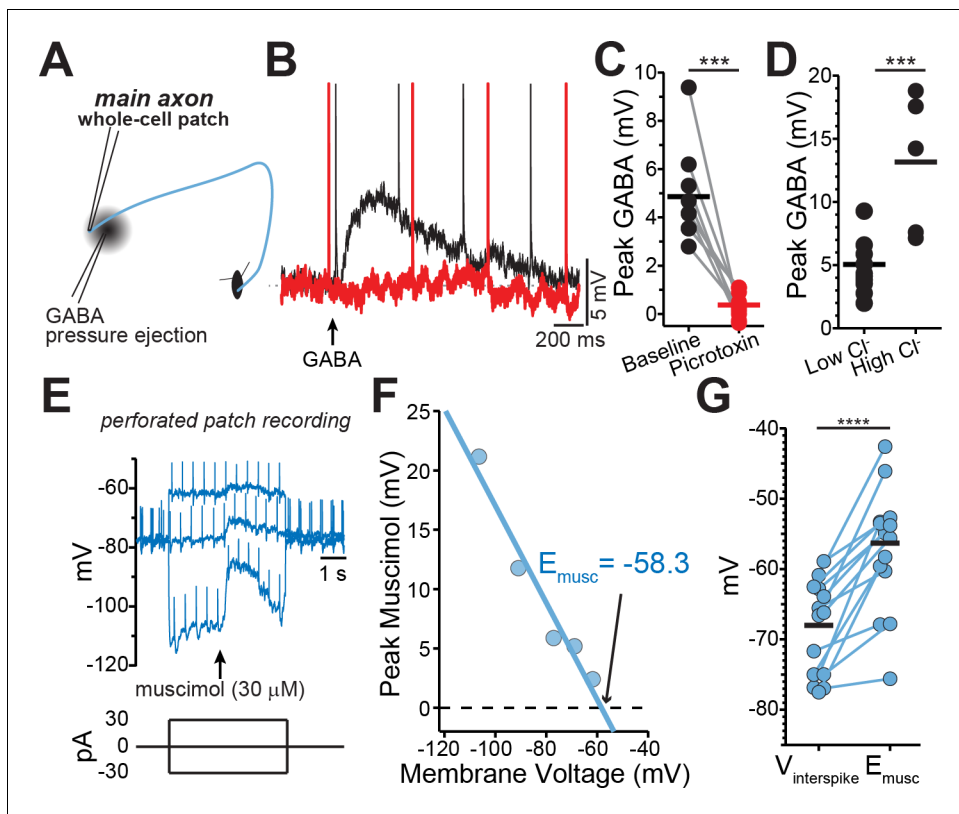 A
main axon
whole-cell patch
GABA
pressure ejection
B
GABA
200 ms
5 mV
C
***
Peak GABA (mV)
10
8
6
4
2
0
Baseline
Picrotoxin
D
***
Peak GABA (mV)
20
15
10
5
0
Low Cl-
High Cl-
E
perforated patch recording
mV
-60
-80
-100
-120
1 s
muscimol (30 μM)
pA
30
0
-30
F
Peak Muscimol (mV)
25
20
15
10
5
0
Emusc = -58.3
-120 -100 -80 -60 -40
Membrane Voltage (mV)
G
****
mV
-40
-50
-60
-70
-80
Vinterspike Emusc